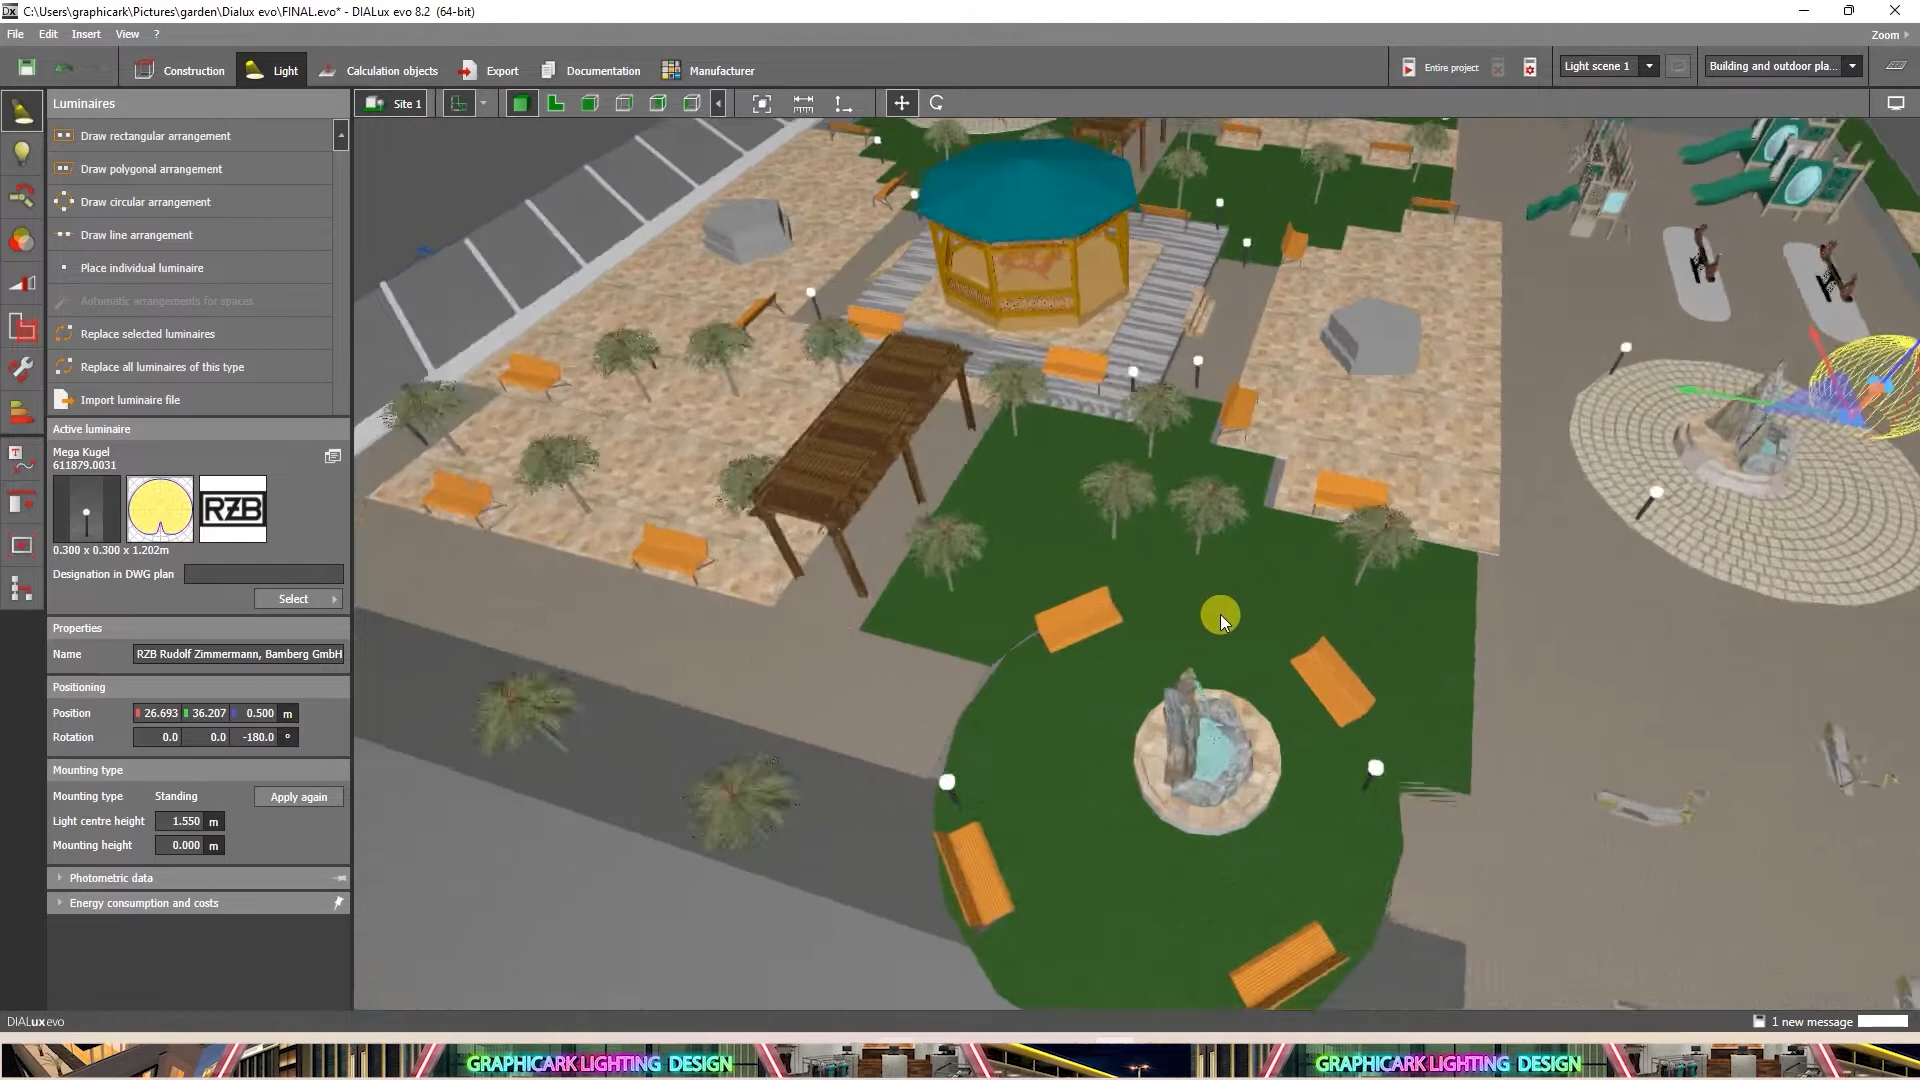 Dx C:\Users\graphicark\Pictures\garden\Dialux evo\FINAL.evo* - DIALux evo 8.2 (64-bit)
File Edit Insert View ?
Zoom
Construction Light Calculation objects Export Documentation Manufacturer
Entire project Light scene 1 Building and outdoor pla...
Luminaires
Site 1
Draw rectangular arrangement
Draw polygonal arrangement
Draw circular arrangement
Draw line arrangement
Place individual luminaire
Automatic arrangements for spaces
Replace selected luminaires
Replace all luminaires of this type
Import luminaire file
Active luminaire
Mega Kugel
611879.0031
RZB
0.300 x 0.300 x 1.202m
Designation in DWG plan
Select
Properties
Name RZB Rudolf Zimmermann, Bamberg GmbH
Positioning
Position 26.693 36.207 0.500 m
Rotation 0.0 0.0 -180.0 °
Mounting type
Mounting type Standing Apply again
Light centre height 1.550 m
Mounting height 0.000 m
Photometric data
Energy consumption and costs
DIALux evo
1 new message
GRAPHICARK LIGHTING DESIGN GRAPHICARK LIGHTING DESIGN